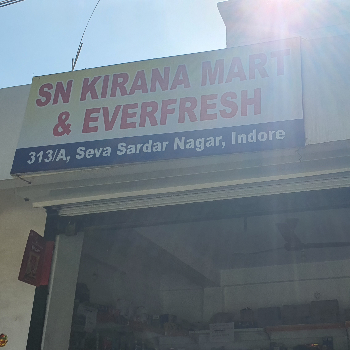 SN KIRANA MART
& EVERFRESH
313/A, Seva Sardar Nagar, Indore